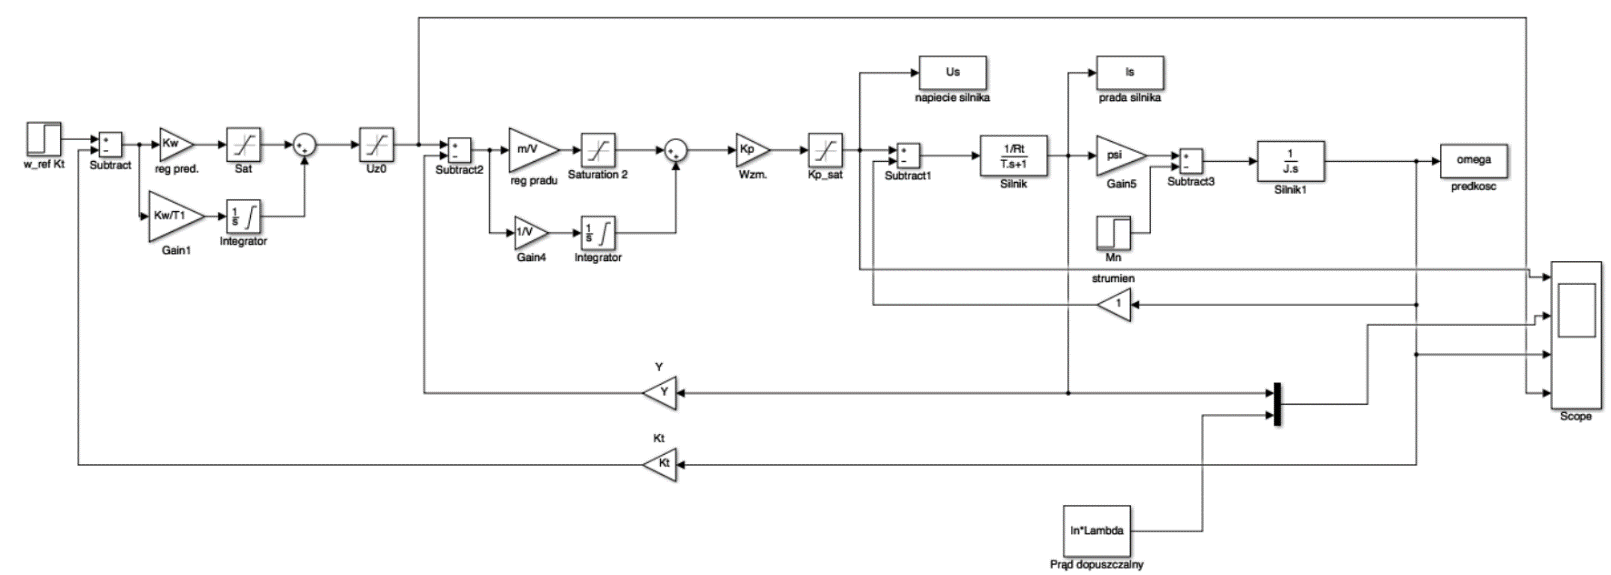 Us
napiecie silnika
Is
prada silnika
w_ref Kt
+
−
Subtract
Kw
reg pred.
Sat
+
+
Uz0
+
−
Subtract2
m/V
reg pradu
Saturation 2
+
+
Kp
Wzm.
Kp_sat
+
−
Subtract1
1/Rt
T.s+1
Silnik
psi
Gain5
+
−
Subtract3
1
J.s
Silnik1
omega
predkosc
Kw/T1
Gain1
1
s
Integrator
1/V
Gain4
1
s
Integrator
Mn
strumien
1
Scope
Y
Y
Kt
Kt
In*Lambda
Prąd dopuszczalny